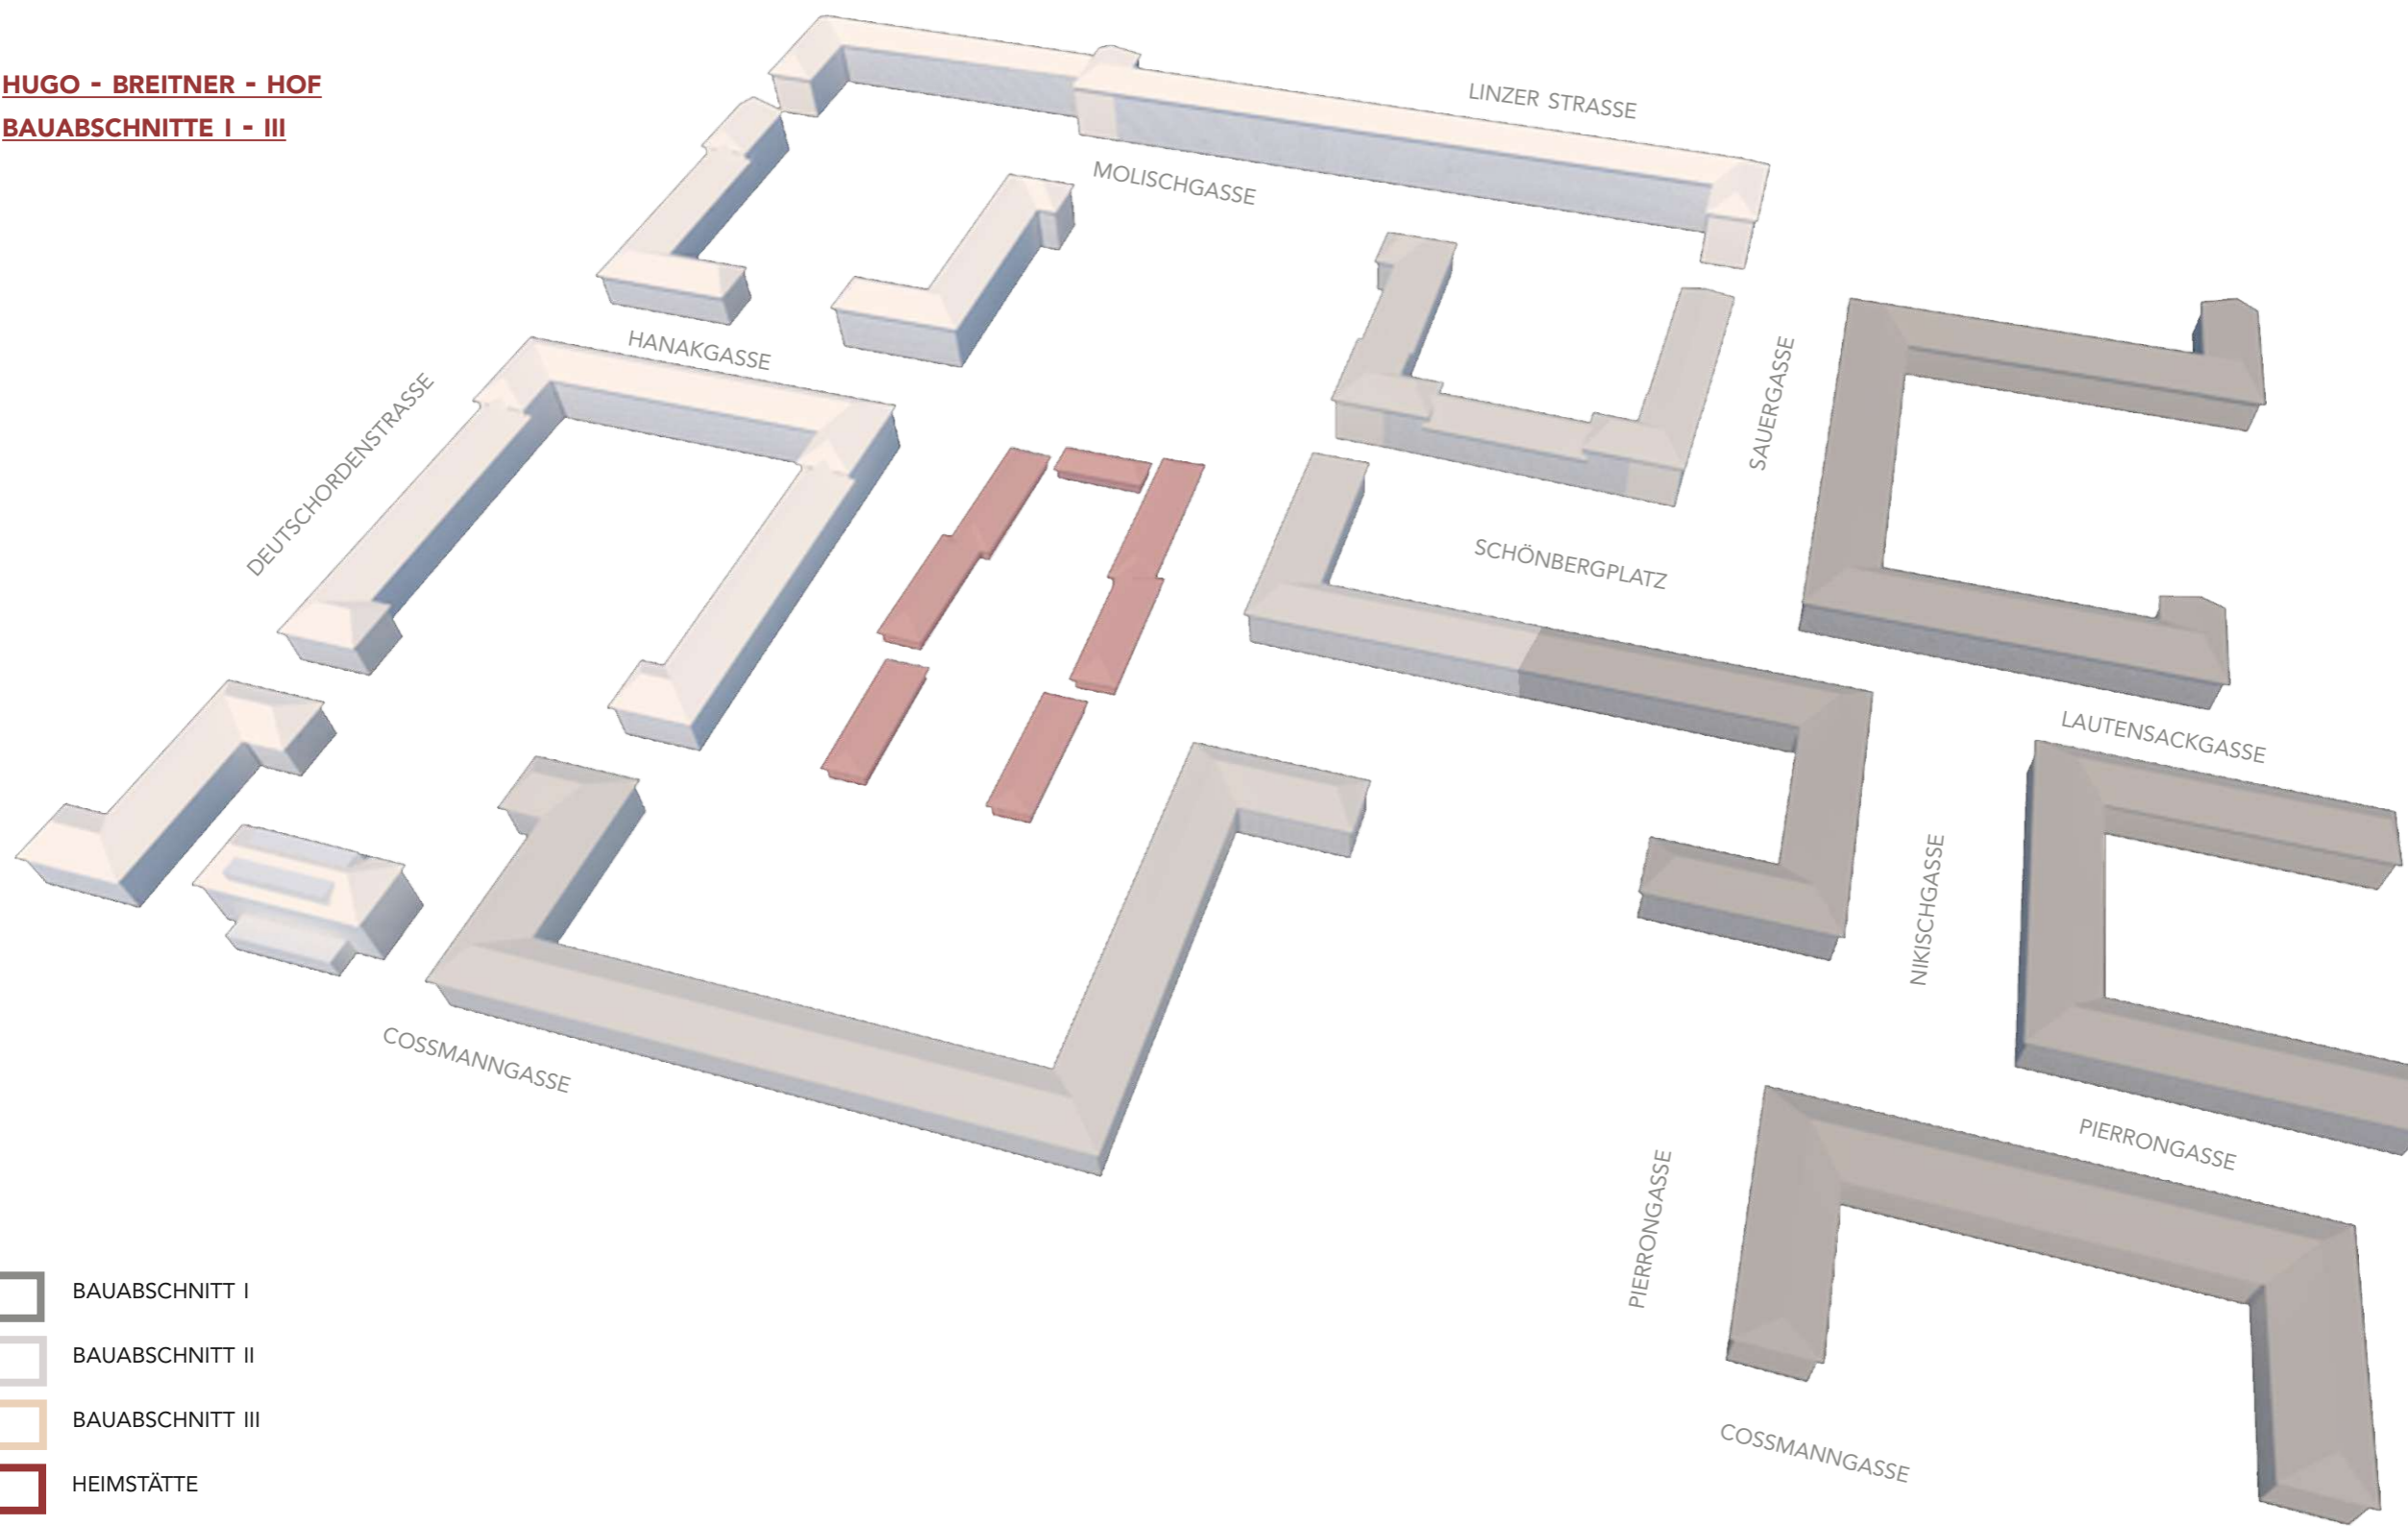 HUGO - BREITNER - HOF
BAUABSCHNITTE I - III
LINZER STRASSE
MOLISCHGASSE
HANAKGASSE
SAUERGASSE
DEUTSCHORDENSTRASSE
SCHÖNBERGPLATZ
LAUTENSACKGASSE
NIKISCHGASSE
COSSMANNGASSE
PIERRONGASSE
PIERRONGASSE
COSSMANNGASSE
BAUABSCHNITT I
BAUABSCHNITT II
BAUABSCHNITT III
HEIMSTÄTTE